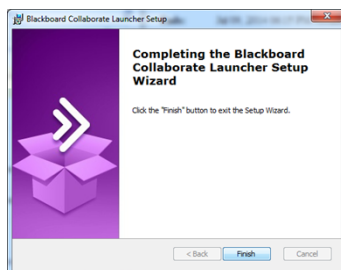 Blackboard Collaborate Launcher Setup
Completing the Blackboard
Collaborate Launcher Setup
Wizard
Click the "Finish" button to exit the Setup Wizard.
< Back
Finish
Cancel